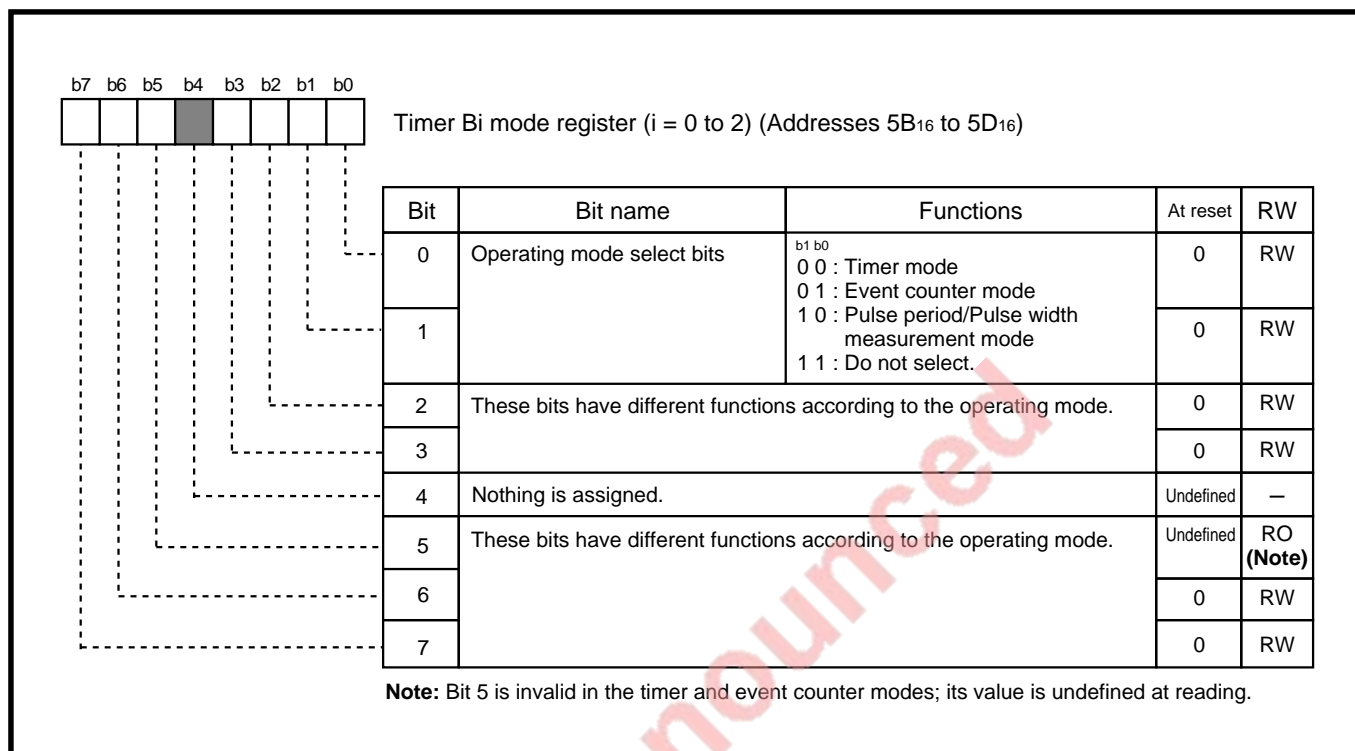 b7 b6 b5 b4 b3 b2 b1 b0
Timer Bi mode register (i = 0 to 2) (Addresses 5B16 to 5D16)
Bit Bit name Functions At reset RW
0 Operating mode select bits b1 b0 0 RW
0 0 : Timer mode
0 1 : Event counter mode
1 0 : Pulse period/Pulse width
measurement mode
1 1 : Do not select.
1 0 RW
2 These bits have different functions according to the operating mode. 0 RW
3 0 RW
4 Nothing is assigned. Undefined –
5 These bits have different functions according to the operating mode. Undefined RO
(Note)
6 0 RW
7 0 RW
Note: Bit 5 is invalid in the timer and event counter modes; its value is undefined at reading.
nounced